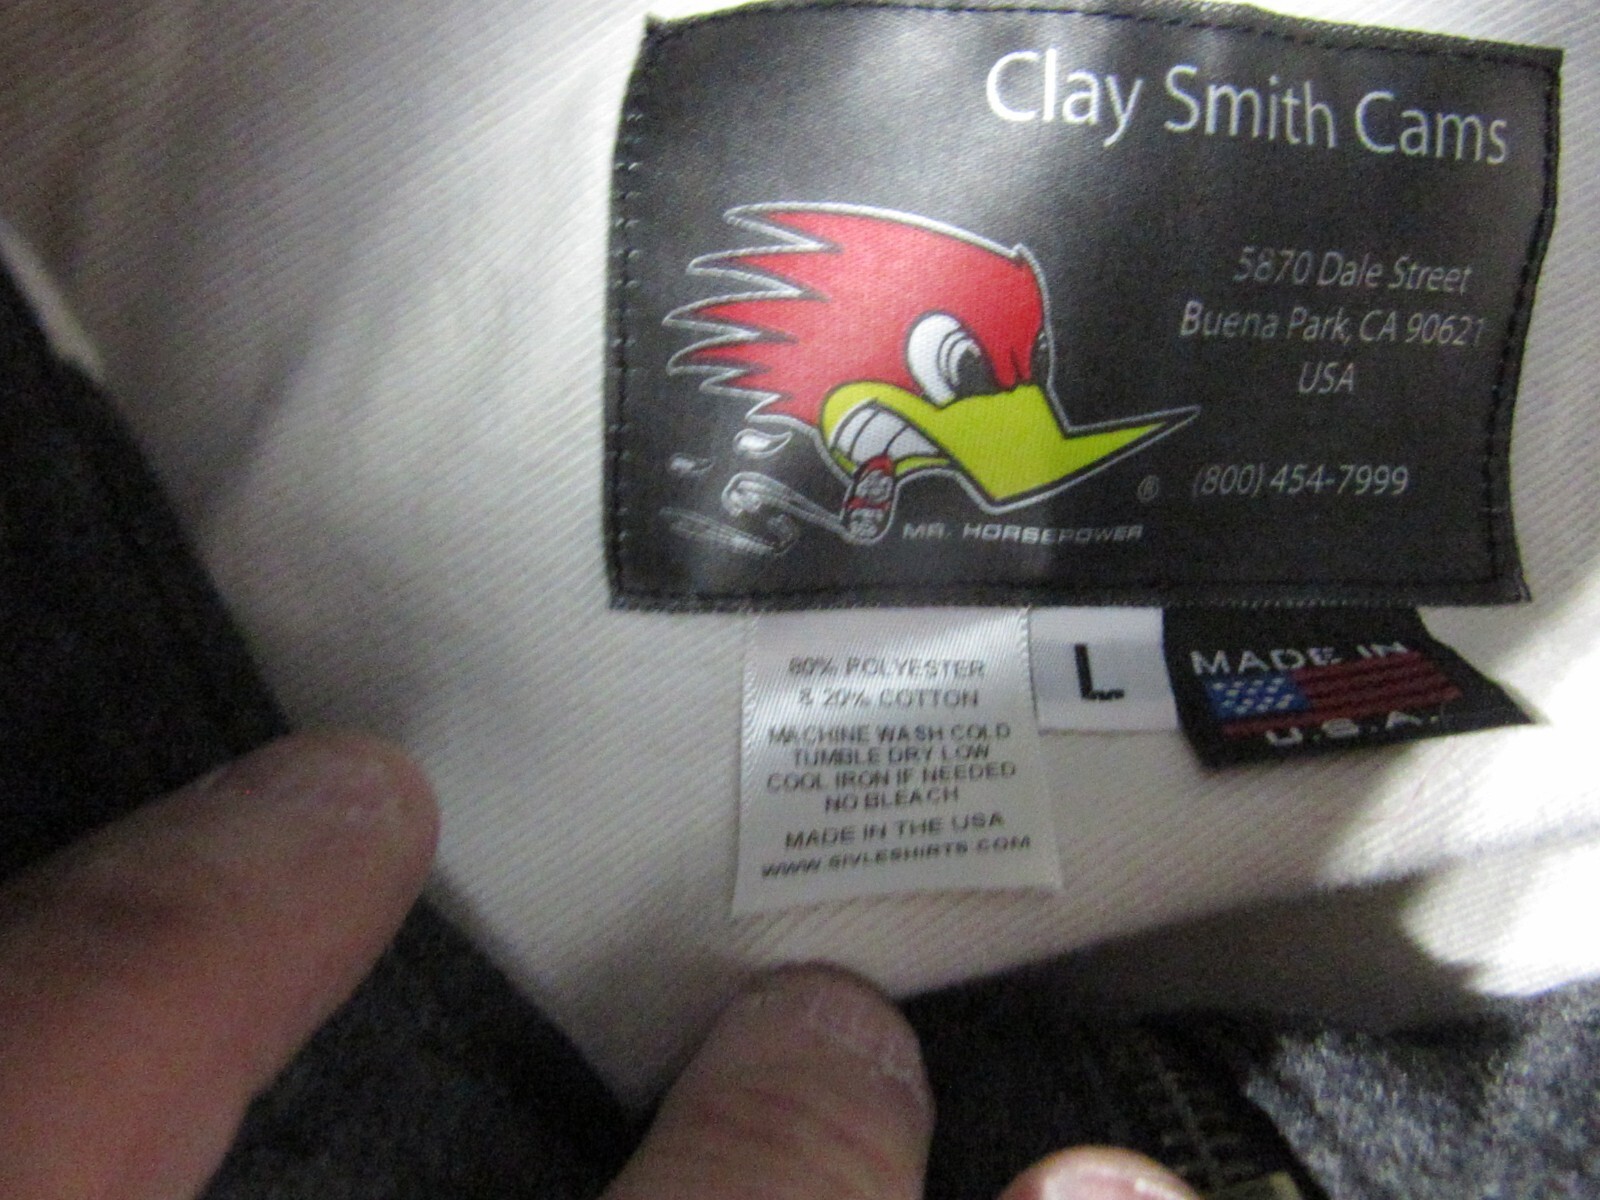 Clay Smith Cams
5870 Dale Street
Buena Park, CA 90621
USA
® (800) 454-7999
MR. HORSEPOWER
80% POLYESTER
& 20% COTTON
MACHINE WASH COLD
TUMBLE DRY LOW
COOL IRON IF NEEDED
NO BLEACH
MADE IN THE USA
WWW.SIVLESHIRTS.COM
L
MADE IN
U.S.A.